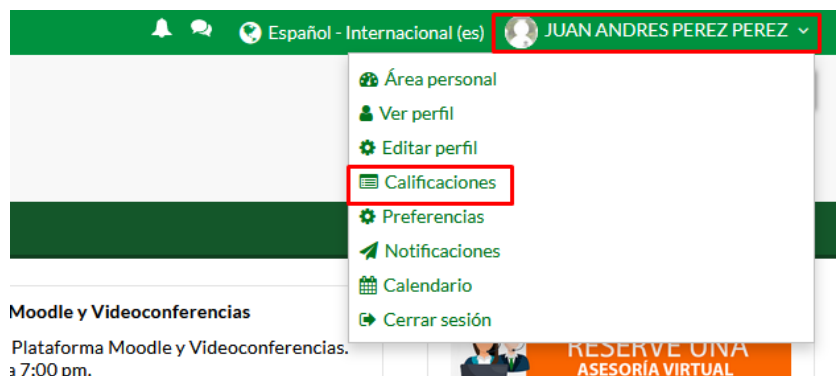 Español - Internacional (es) JUAN ANDRES PEREZ PEREZ
Área personal
Ver perfil
Editar perfil
Calificaciones
Preferencias
Notificaciones
Calendario
Cerrar sesión
Moodle y Videoconferencias
Plataforma Moodle y Videoconferencias.
a 7:00 pm.
RESERVE UNA
ASESORÍA VIRTUAL